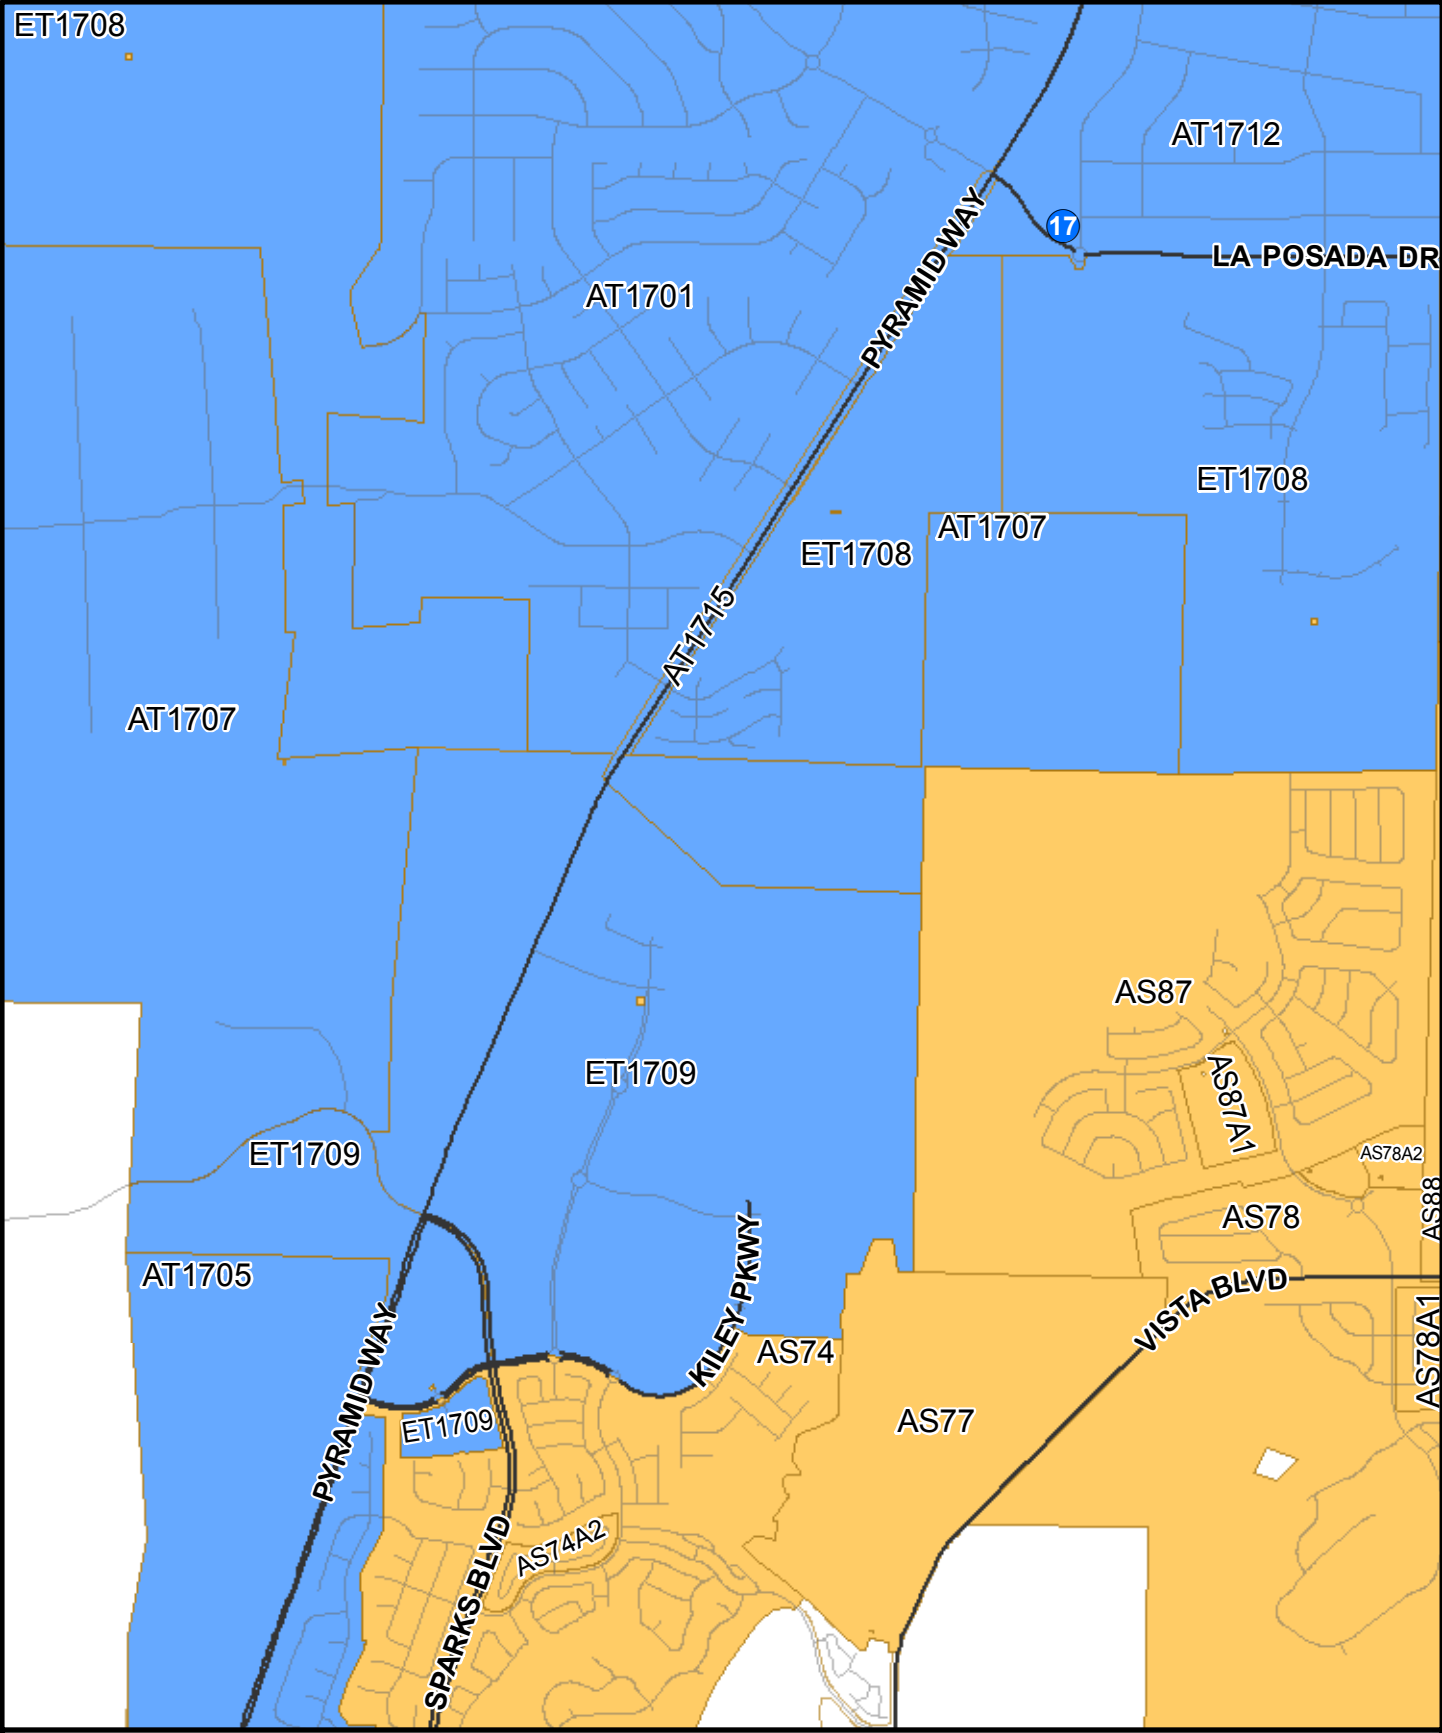 ET1708
AT1712
PYRAMID WAY
17
LA POSADA DR
AT1701
ET1708
AT1707
ET1708
AT1715
AT1707
AS87
ET1709
AS87A1
ET1709
AS78A2
AS88
AS78
KILEY PKWY
AT1705
VISTA BLVD
AS78A1
PYRAMID WAY
AS74
AS77
ET1709
AS74A2
SPARKS BLVD